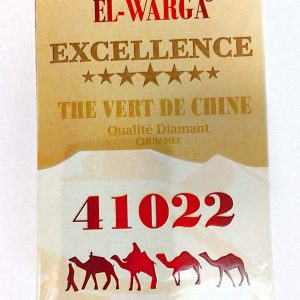 EL-WARGA®
EXCELLENCE
THE VERT DE CHINE
Qualité Diamant
CHUN MEE
41022